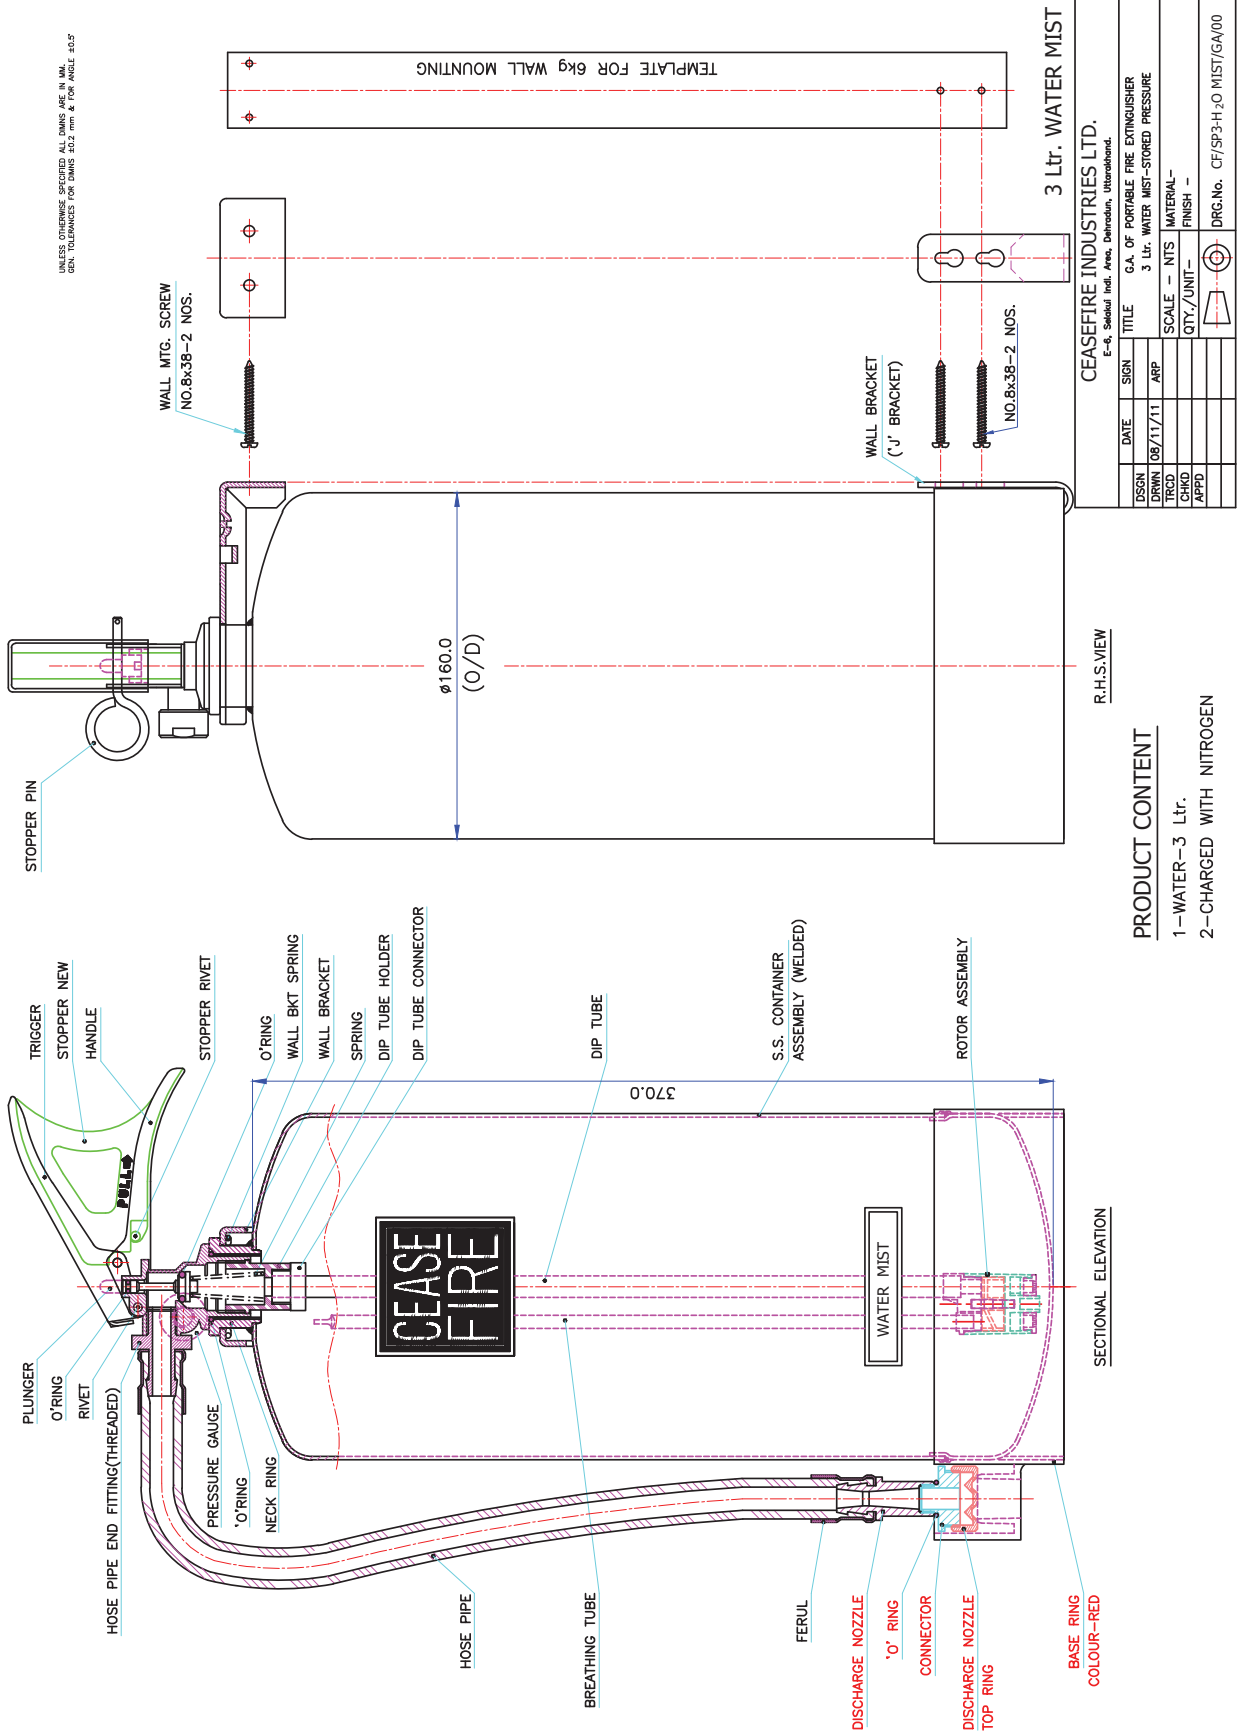 UNLESS OTHERWISE SPECIFIED ALL DIMNS ARE IN MM.
GEN. TOLERANCES FOR DIMNS ±0.2 mm & FOR ANGLE ±0.5°
PLUNGER
O'RING
RIVET
HOSE PIPE END FITTING(THREADED)
PRESSURE GAUGE
'O'RING
NECK RING
HOSE PIPE
BREATHING TUBE
FERUL
DISCHARGE NOZZLE
'O' RING
CONNECTOR
DISCHARGE NOZZLE
TOP RING
BASE RING
COLOUR-RED
TRIGGER
STOPPER NEW
HANDLE
STOPPER RIVET
O'RING
WALL BKT SPRING
WALL BRACKET
SPRING
DIP TUBE HOLDER
DIP TUBE CONNECTOR
DIP TUBE
S.S. CONTAINER
ASSEMBLY (WELDED)
ROTOR ASSEMBLY
PULL
370.0
CEASE
FIRE
WATER MIST
SECTIONAL ELEVATION
STOPPER PIN
ø160.0
(O/D)
R.H.S.VIEW
WALL MTG. SCREW
NO.8x38-2 NOS.
WALL BRACKET
('J' BRACKET)
NO.8x38-2 NOS.
TEMPLATE FOR 6kg WALL MOUNTING
PRODUCT CONTENT
1-WATER-3 Ltr.
2-CHARGED WITH NITROGEN
3 Ltr. WATER MIST
CEASEFIRE INDUSTRIES LTD.
E-6, Selakui Indl. Area, Dehradun, Uttarakhand.
DATE SIGN
DSGN
DRWN 08/11/11 ARP
TRCD
CHKD
APPD
TITLE G.A. OF PORTABLE FIRE EXTINGUISHER
3 Ltr. WATER MIST-STORED PRESSURE
SCALE - NTS MATERIAL-
QTY./UNIT- FINISH -
DRG.No. CF/SP3-H2O MIST/GA/00